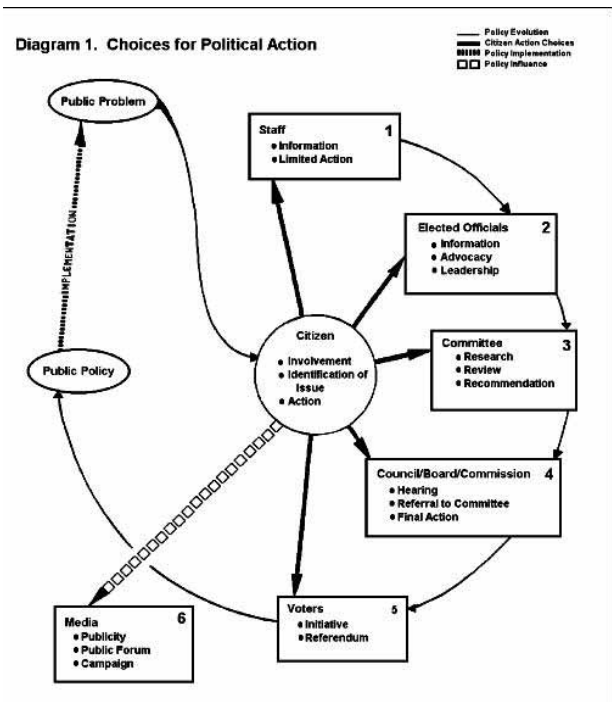 Diagram 1. Choices for Political Action
Policy Evolution
Citizen Action Choices
Policy Implementation
Policy Influence
Public Problem
Staff 1
• Information
• Limited Action
Elected Officials 2
• Information
• Advocacy
• Leadership
IMPLEMENTATION
Citizen
• Involvement
• Identification of
Issue
• Action
Committee 3
• Research
• Review
• Recommendation
Public Policy
Council/Board/Commission 4
• Hearing
• Referral to Committee
• Final Action
Media 6
• Publicity
• Public Forum
• Campaign
Voters 5
• Initiative
• Referendum